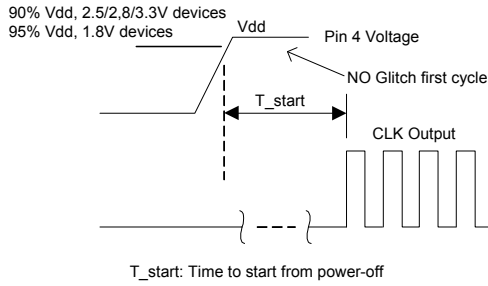 90% Vdd, 2.5/2,8/3.3V devices
95% Vdd, 1.8V devices
Vdd
Pin 4 Voltage
NO Glitch first cycle
T_start
CLK Output
T_start: Time to start from power-off